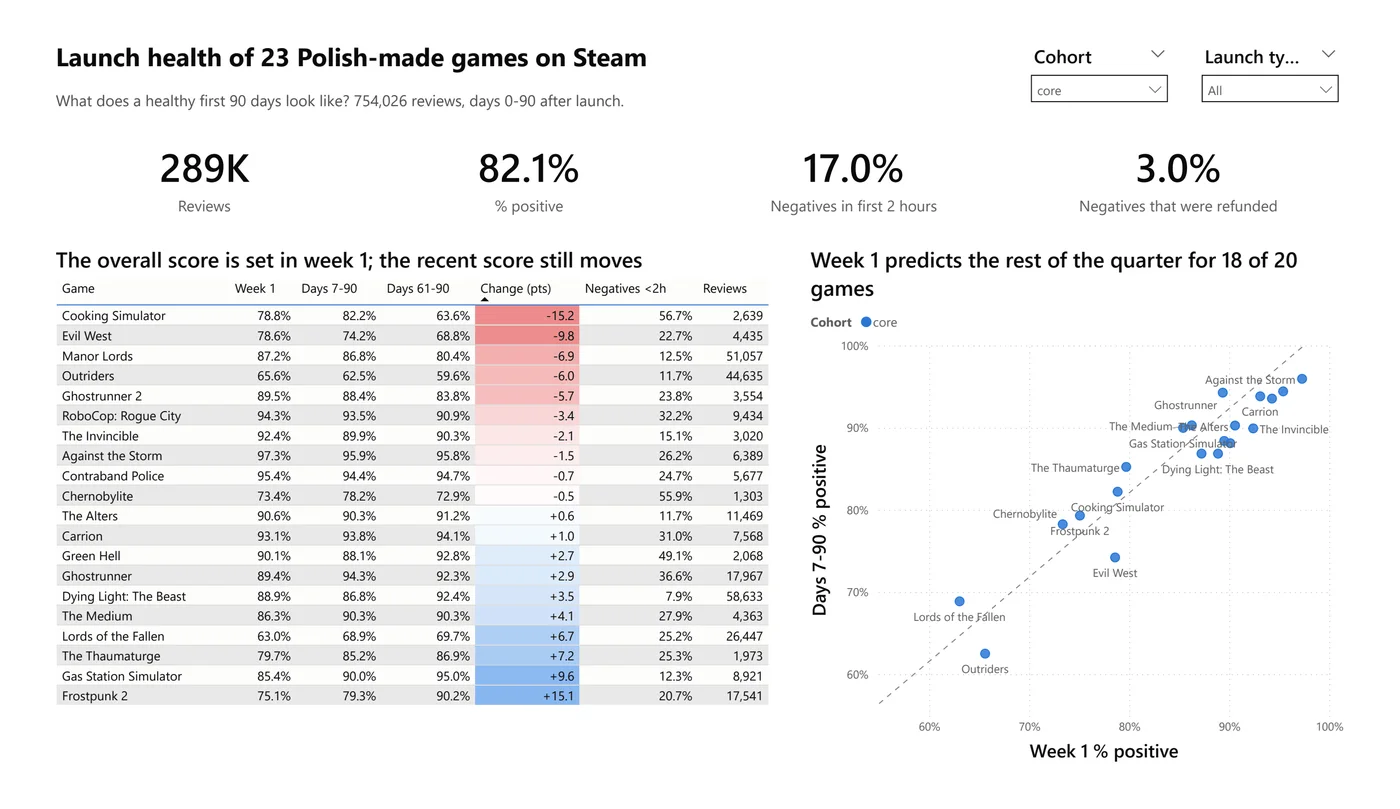 Launch health of 23 Polish-made games on Steam
What does a healthy first 90 days look like? 754,026 reviews, days 0-90 after launch.
Cohort
core
Launch ty...
All
289K
Reviews
82.1%
% positive
17.0%
Negatives in first 2 hours
3.0%
Negatives that were refunded
The overall score is set in week 1; the recent score still moves
Game Week 1 Days 7-90 Days 61-90 Change (pts) Negatives <2h Reviews
Cooking Simulator 78.8% 82.2% 63.6% -15.2 56.7% 2,639
Evil West 78.6% 74.2% 68.8% -9.8 22.7% 4,435
Manor Lords 87.2% 86.8% 80.4% -6.9 12.5% 51,057
Outriders 65.6% 62.5% 59.6% -6.0 11.7% 44,635
Ghostrunner 2 89.5% 88.4% 83.8% -5.7 23.8% 3,554
RoboCop: Rogue City 94.3% 93.5% 90.9% -3.4 32.2% 9,434
The Invincible 92.4% 89.9% 90.3% -2.1 15.1% 3,020
Against the Storm 97.3% 95.9% 95.8% -1.5 26.2% 6,389
Contraband Police 95.4% 94.4% 94.7% -0.7 24.7% 5,677
Chernobylite 73.4% 78.2% 72.9% -0.5 55.9% 1,303
The Alters 90.6% 90.3% 91.2% +0.6 11.7% 11,469
Carrion 93.1% 93.8% 94.1% +1.0 31.0% 7,568
Green Hell 90.1% 88.1% 92.8% +2.7 49.1% 2,068
Ghostrunner 89.4% 94.3% 92.3% +2.9 36.6% 17,967
Dying Light: The Beast 88.9% 86.8% 92.4% +3.5 7.9% 58,633
The Medium 86.3% 90.3% 90.3% +4.1 27.9% 4,363
Lords of the Fallen 63.0% 68.9% 69.7% +6.7 25.2% 26,447
The Thaumaturge 79.7% 85.2% 86.9% +7.2 25.3% 1,973
Gas Station Simulator 85.4% 90.0% 95.0% +9.6 12.3% 8,921
Frostpunk 2 75.1% 79.3% 90.2% +15.1 20.7% 17,541
Week 1 predicts the rest of the quarter for 18 of 20
games
Cohort core
Days 7-90 % positive
100%
90%
80%
70%
60%
Against the Storm
Ghostrunner
Carrion
The Medium
The Alters
The Invincible
Gas Station Simulator
The Thaumaturge
Dying Light: The Beast
Cooking Simulator
Chernobylite
Frostpunk 2
Evil West
Lords of the Fallen
Outriders
60% 70% 80% 90% 100%
Week 1 % positive